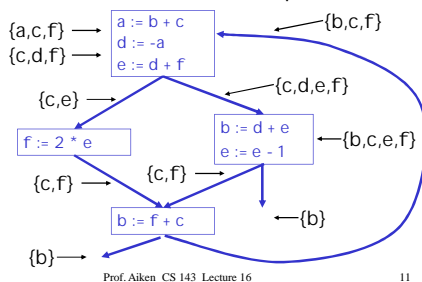 {b,c,f}
a := b + c
{a,c,f}
d := -a
{c,d,f}
e := d + f
{c,d,e,f}
{c,e}
b := d + e
f := 2 * e
{b,c,e,f}
e := e - 1
{c,f}
{c,f}
b := f + c
{b}
{b}
Prof. Aiken CS 143 Lecture 16
11